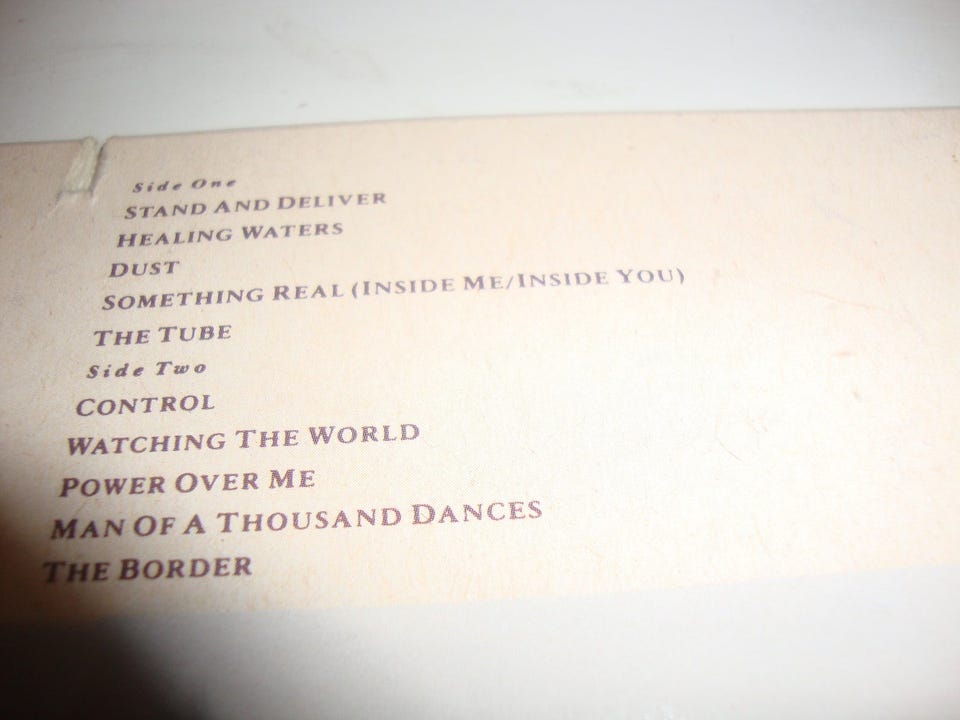 Side One
STAND AND DELIVER
HEALING WATERS
DUST
SOMETHING REAL (INSIDE ME/INSIDE YOU)
THE TUBE
Side Two
CONTROL
WATCHING THE WORLD
POWER OVER ME
MAN OF A THOUSAND DANCES
THE BORDER